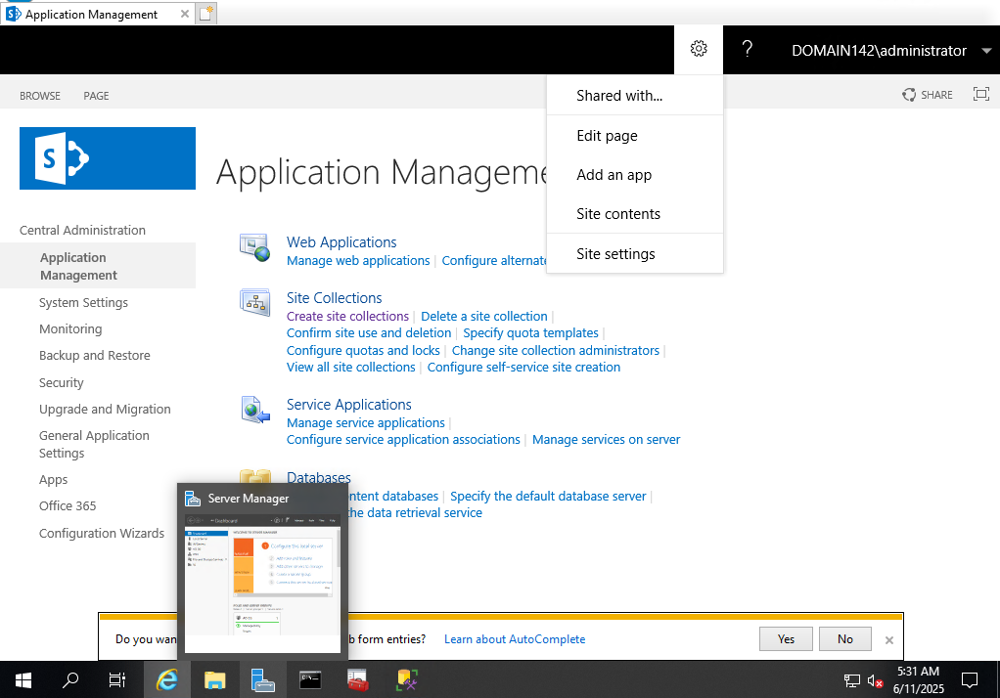 Application Management
DOMAIN142\administrator
BROWSE
PAGE
SHARE
Shared with...
Edit page
Add an app
Site contents
Site settings
Application Manageme
Central Administration
Application
Management
System Settings
Monitoring
Backup and Restore
Security
Upgrade and Migration
General Application
Settings
Apps
Office 365
Configuration Wizards
Web Applications
Manage web applications | Configure alternate
Site Collections
Create site collections | Delete a site collection |
Confirm site use and deletion | Specify quota templates |
Configure quotas and locks | Change site collection administrators |
View all site collections | Configure self-service site creation
Service Applications
Manage service applications |
Configure service application associations | Manage services on server
Databases
ntent databases | Specify the default database server |
the data retrieval service
Server Manager
Do you wan
form entries?
Learn about AutoComplete
Yes
No
5:31 AM
6/11/2025